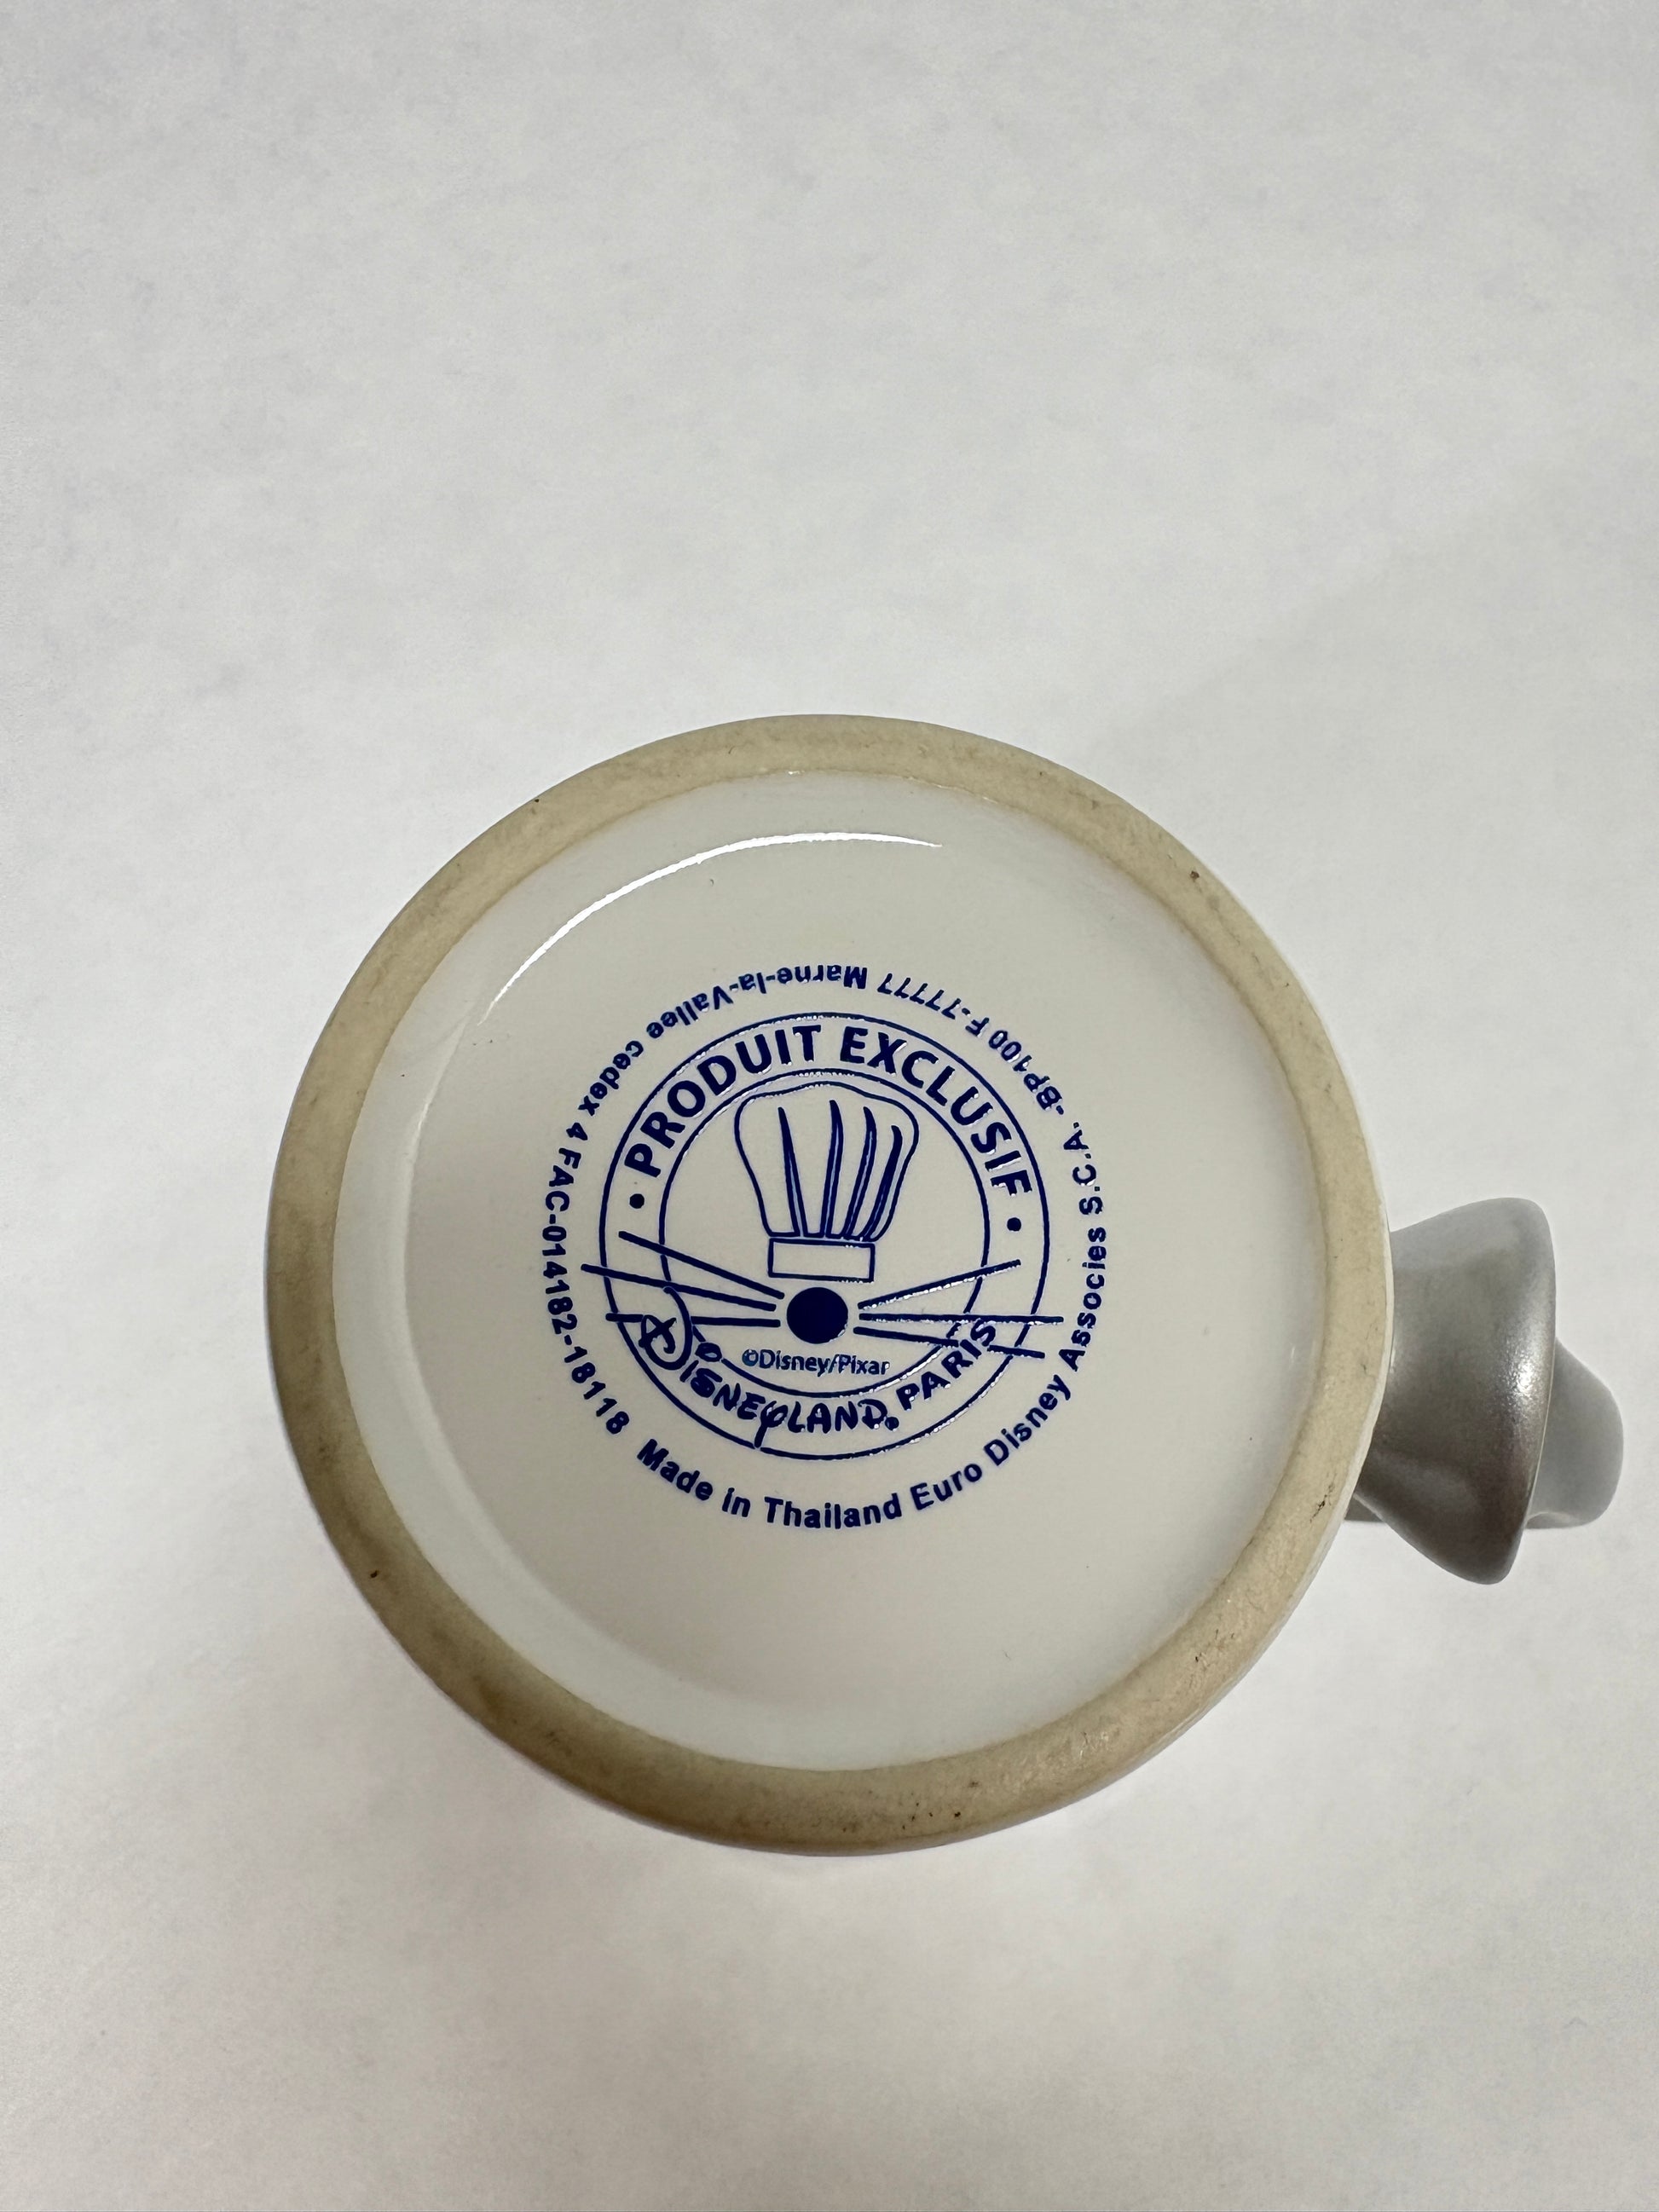 • PRODUIT EXCLUSIF •
©Disney/Pixar
DISNEYLAND. PARIS
Made in Thailand Euro Disney Associes S.C.A. -BP100 F-77777 Marne-la-Vallee cedex 4 FAC-014182-18118